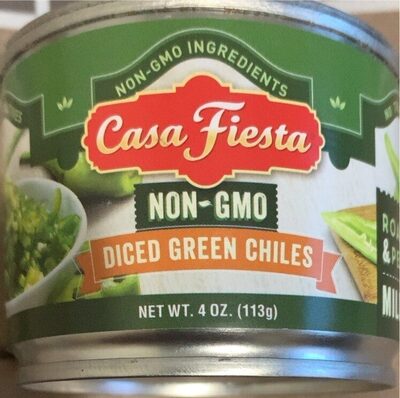 NON-GMO INGREDIENTS
Casa Fiesta
NON-GMO
DICED GREEN CHILES
NET WT. 4 OZ. (113g)